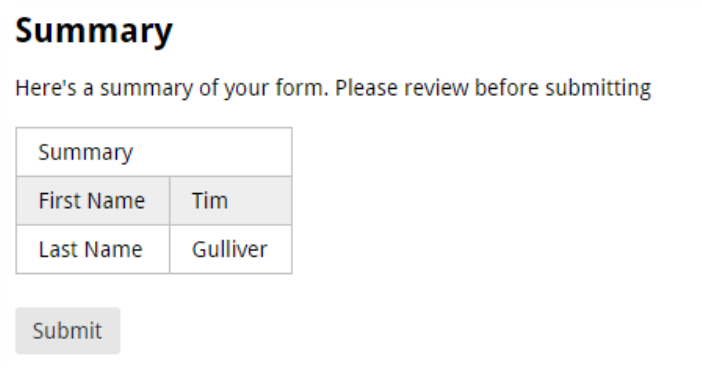 Summary
Here's a summary of your form. Please review before submitting
Summary
First Name Tim
Last Name Gulliver
Submit